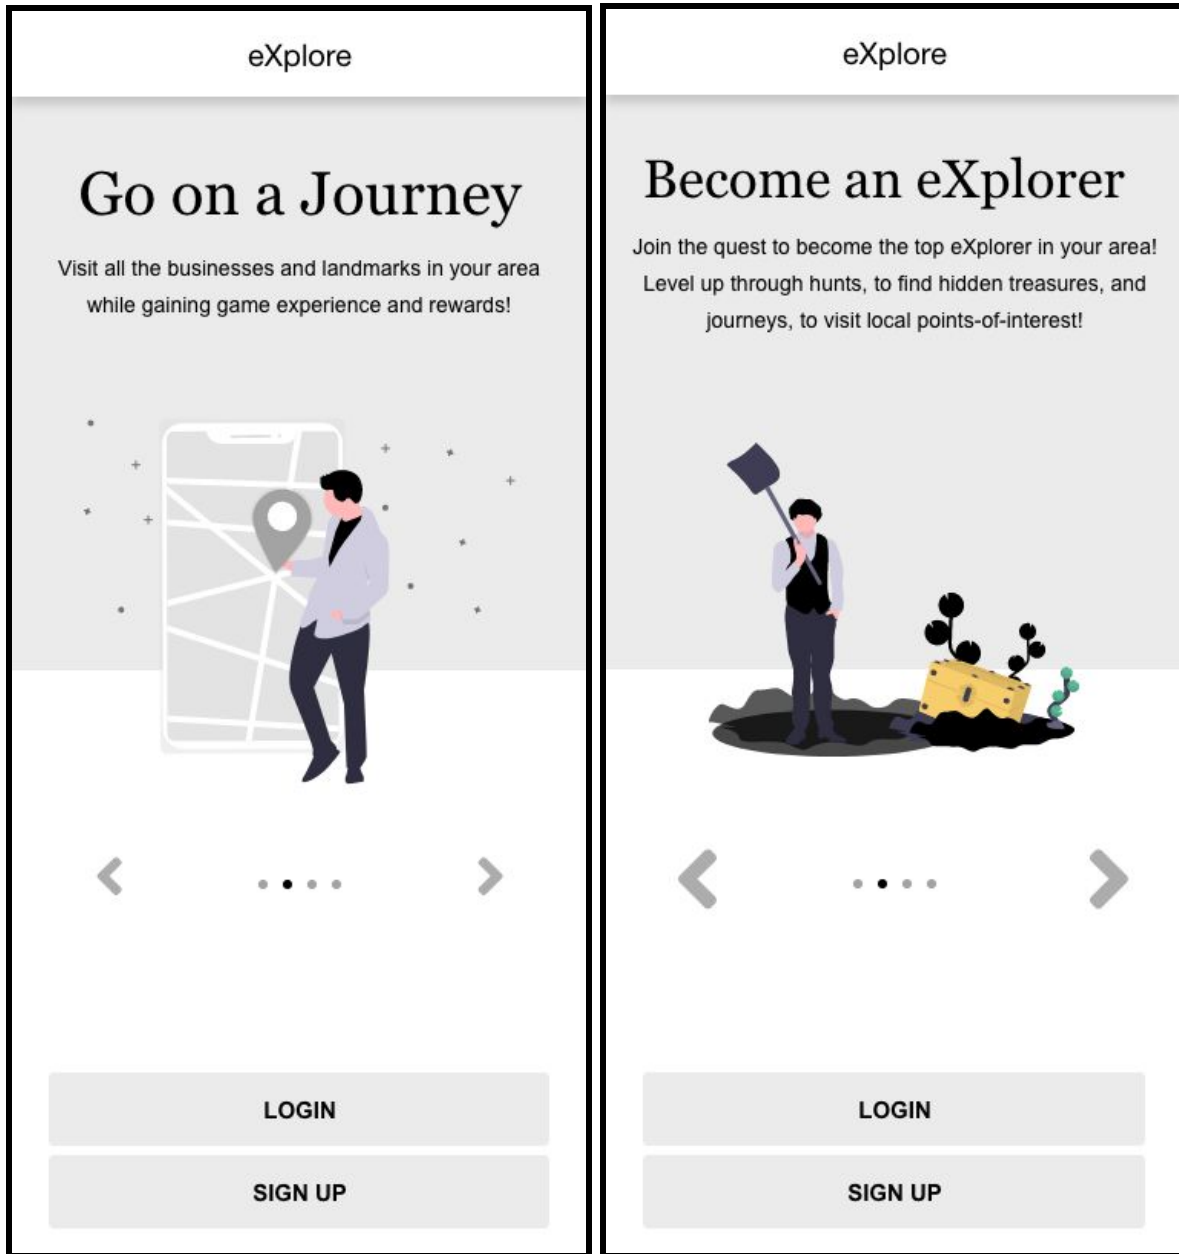 eXplore
Go on a Journey
Visit all the businesses and landmarks in your area
while gaining game experience and rewards!
LOGIN
SIGN UP
eXplore
Become an eXplorer
Join the quest to become the top eXplorer in your area!
Level up through hunts, to find hidden treasures, and
journeys, to visit local points-of-interest!
LOGIN
SIGN UP